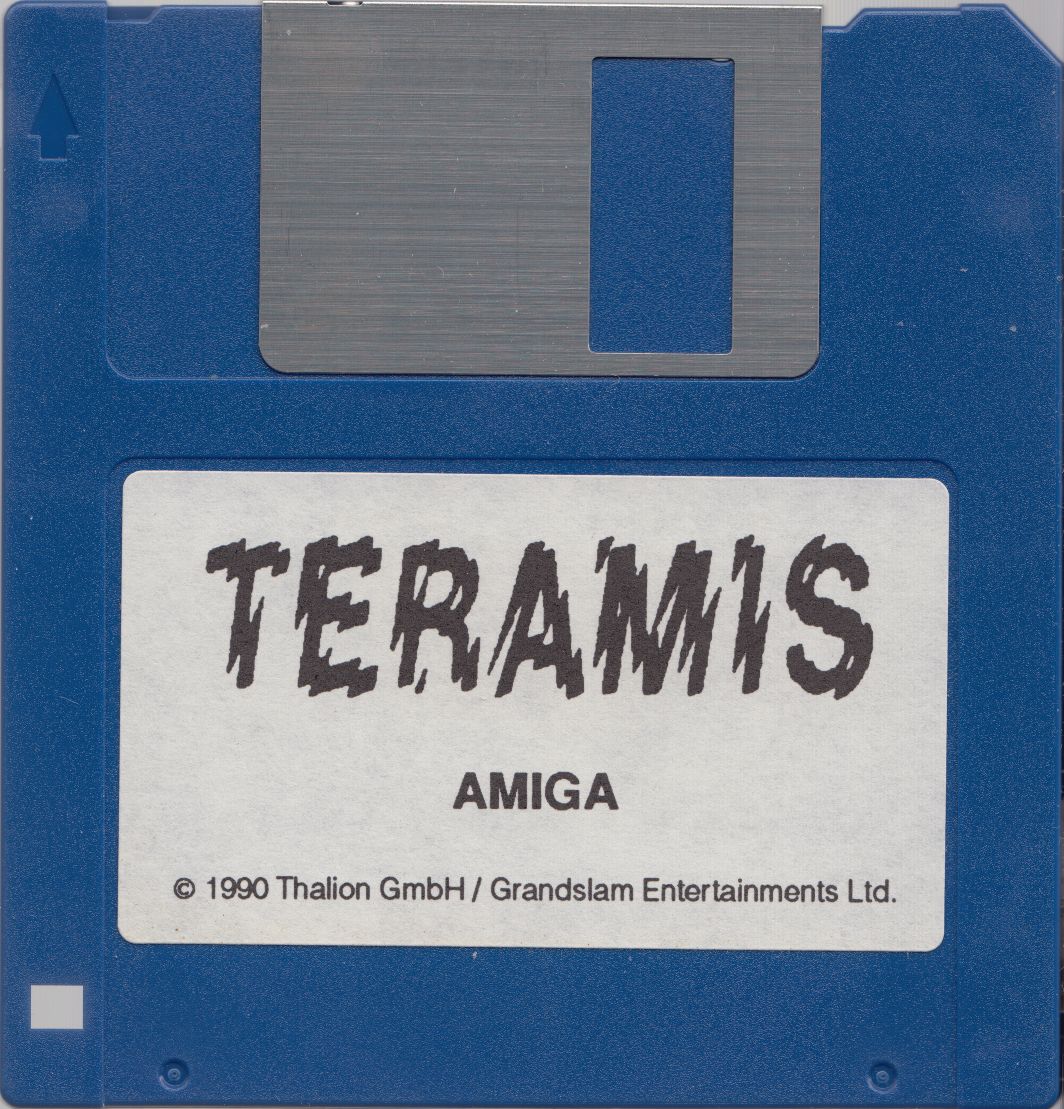 TERAMIS
AMIGA
© 1990 Thalion GmbH / Grandslam Entertainments Ltd.